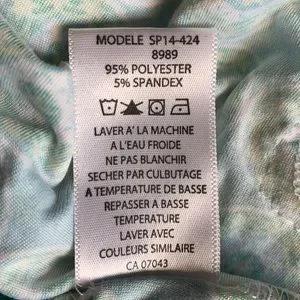 MODELE SP14-424
8989
95% POLYESTER
5% SPANDEX
LAVER A' LA MACHINE
A L'EAU FROIDE
NE PAS BLANCHIR
SECHER PAR CULBUTAGE
A TEMPERATURE DE BASSE
REPASSER A BASSE
TEMPERATURE
LAVER AVEC
COULEURS SIMILAIRE
CA 07043